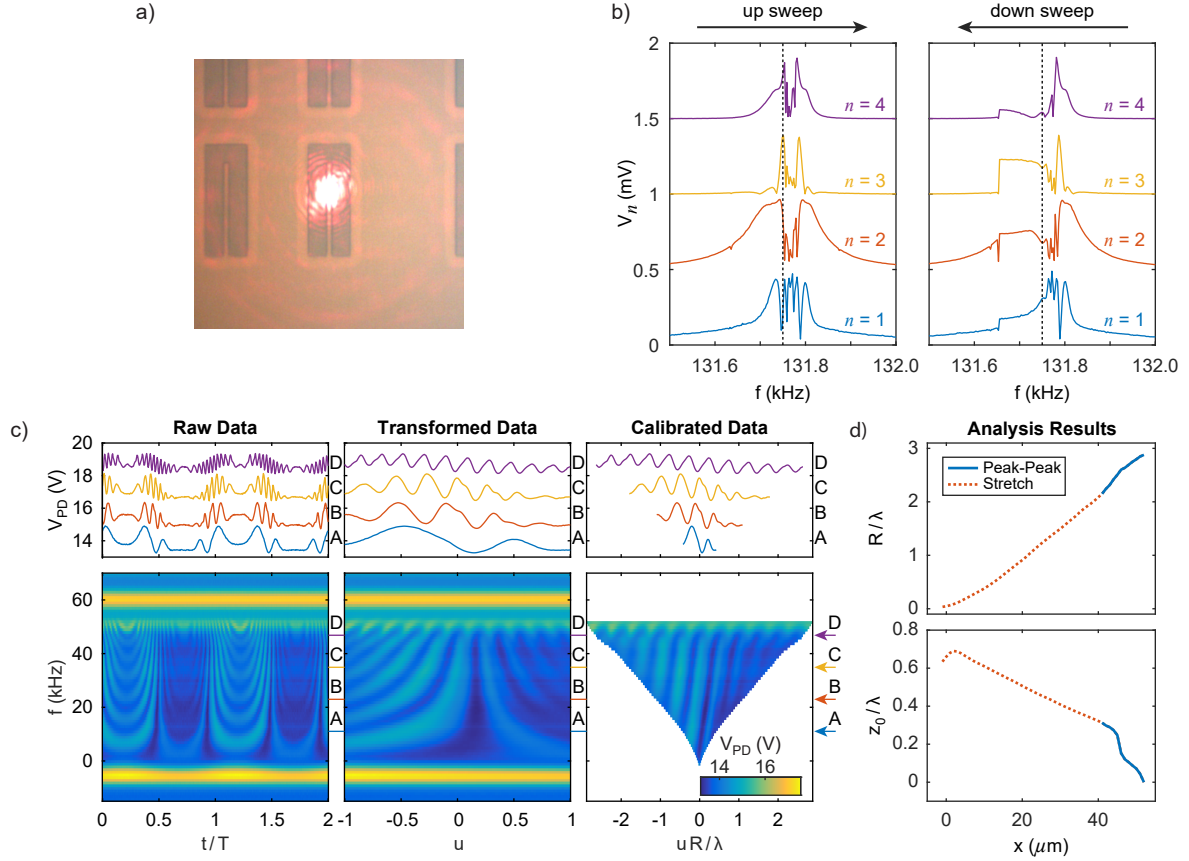 a)
b)
up sweep
down sweep
V_n (mV)
2
1.5
1
0.5
0
n = 4
n = 3
n = 2
n = 1
n = 4
n = 3
n = 2
n = 1
131.6 131.8 132.0
131.6 131.8 132.0
f (kHz)
f (kHz)
c)
Raw Data
Transformed Data
Calibrated Data
V_PD (V)
20
18
16
14
D
C
B
A
D
C
B
A
D
C
B
A
f (kHz)
60
40
20
0
D
C
B
A
D
C
B
A
D
C
B
A
V_PD (V)
14 16
0 0.5 1 1.5 2
-1 -0.5 0 0.5 1
-2 -1 0 1 2
t/T
u
u R/λ
d)
Analysis Results
Peak-Peak
Stretch
R/λ
3
2
1
0
z_0/λ
0.8
0.6
0.4
0.2
0
0 20 40
x (μm)